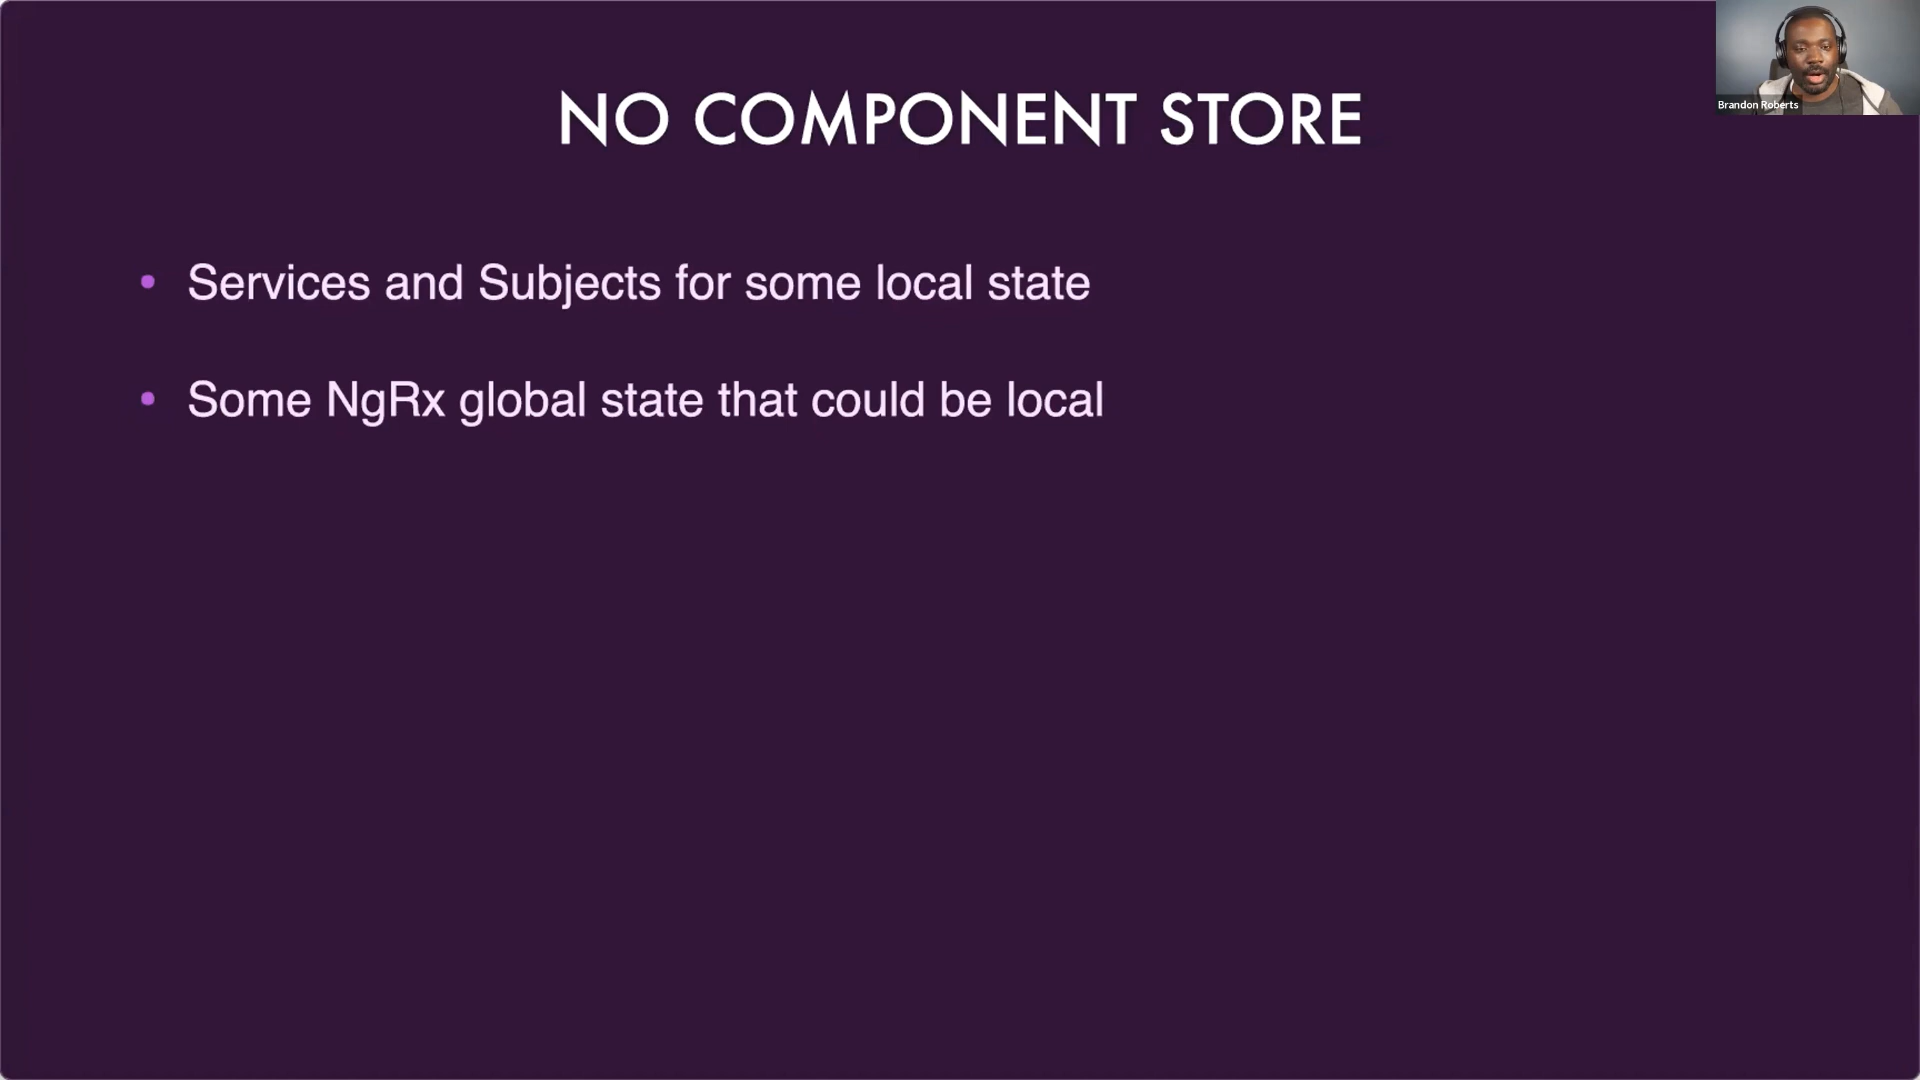 NO COMPONENT STORE
Brandon Roberts
• Services and Subjects for some local state
• Some NgRx global state that could be local